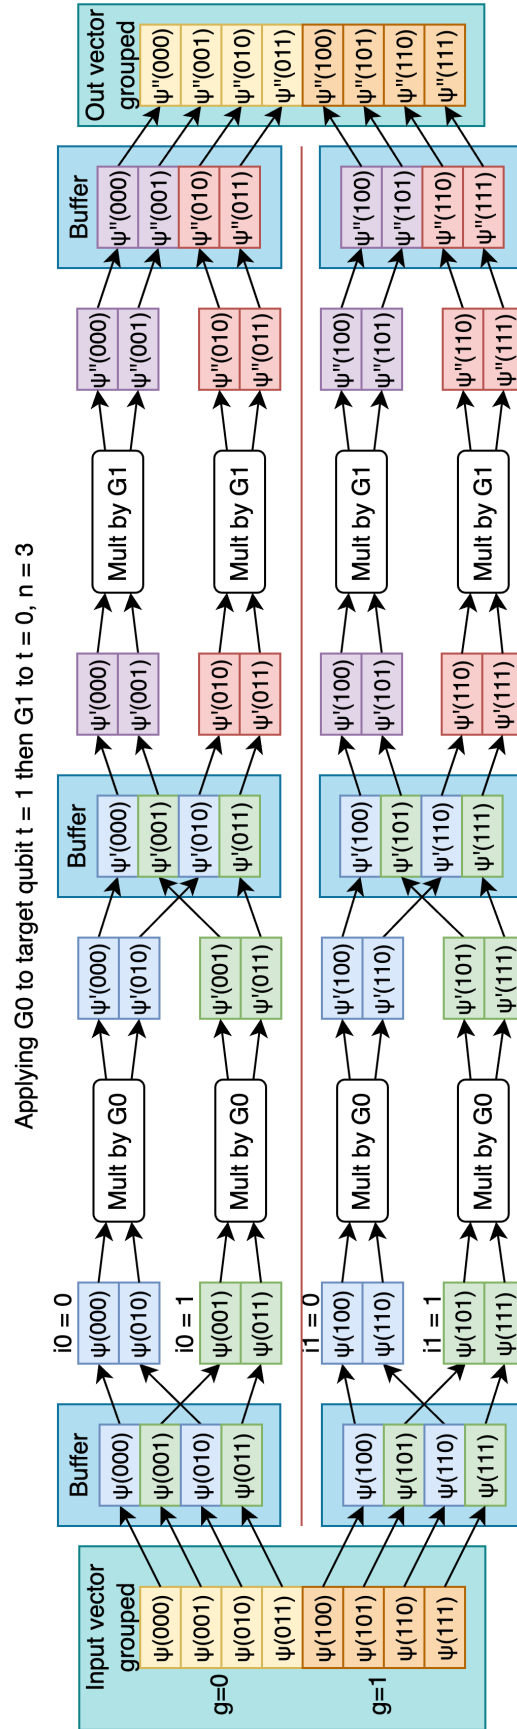 Applying G0 to target qubit t = 1 then G1 to t = 0, n = 3
Input vector
grouped
g=0
ψ(000)
ψ(001)
ψ(010)
ψ(011)
g=1
ψ(100)
ψ(101)
ψ(110)
ψ(111)
Buffer
ψ(000)
ψ(001)
ψ(010)
ψ(011)
i0 = 0
ψ(000)
ψ(010)
i0 = 1
ψ(001)
ψ(011)
Mult by G0
Mult by G0
ψ'(000)
ψ'(010)
ψ'(001)
ψ'(011)
Buffer
ψ'(000)
ψ'(001)
ψ'(010)
ψ'(011)
ψ'(000)
ψ'(001)
ψ'(010)
ψ'(011)
Mult by G1
Mult by G1
ψ''(000)
ψ''(001)
ψ''(010)
ψ''(011)
Buffer
ψ''(000)
ψ''(001)
ψ''(010)
ψ''(011)
ψ(100)
ψ(101)
ψ(110)
ψ(111)
i1 = 0
ψ(100)
ψ(110)
i1 = 1
ψ(101)
ψ(111)
Mult by G0
Mult by G0
ψ'(100)
ψ'(110)
ψ'(101)
ψ'(111)
ψ'(100)
ψ'(101)
ψ'(110)
ψ'(111)
ψ'(100)
ψ'(101)
ψ'(110)
ψ'(111)
Mult by G1
Mult by G1
ψ''(100)
ψ''(101)
ψ''(110)
ψ''(111)
ψ''(100)
ψ''(101)
ψ''(110)
ψ''(111)
Out vector
grouped
ψ''(000)
ψ''(001)
ψ''(010)
ψ''(011)
ψ''(100)
ψ''(101)
ψ''(110)
ψ''(111)